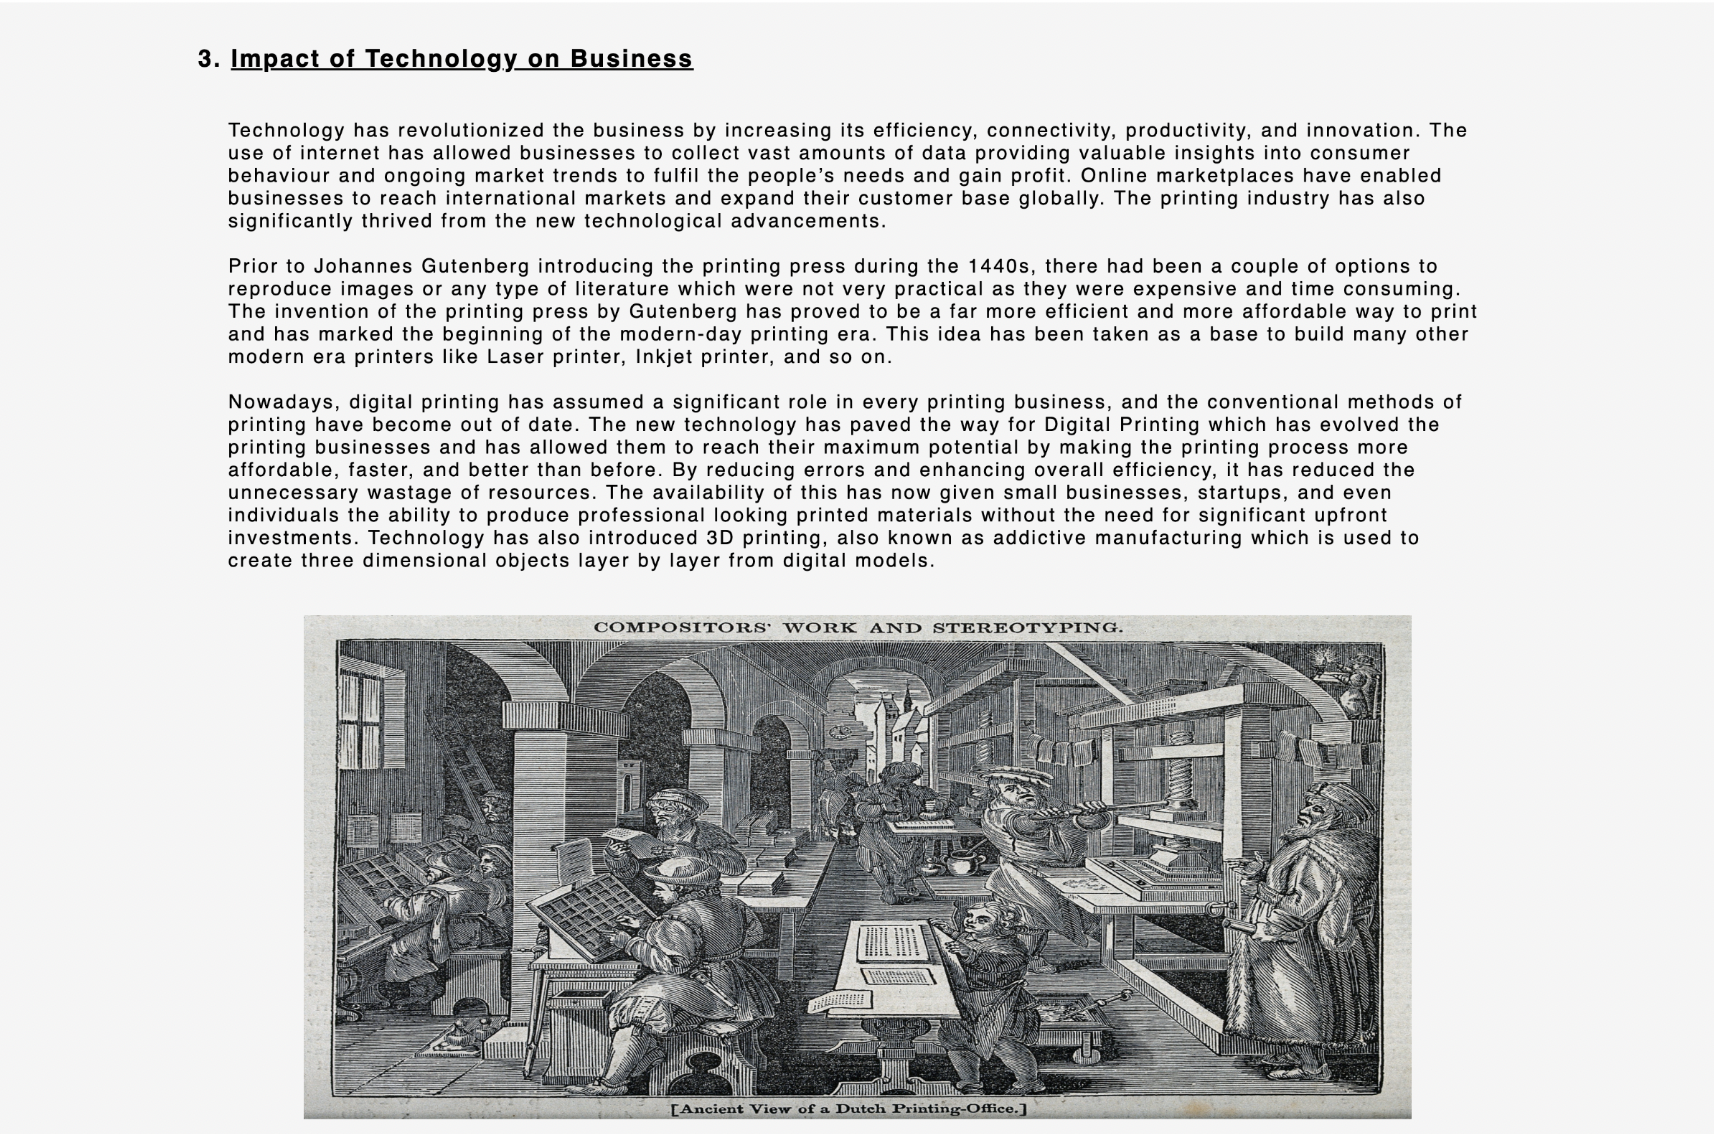 3. Impact of Technology on Business
Technology has revolutionized the business by increasing its efficiency, connectivity, productivity, and innovation. The
use of internet has allowed businesses to collect vast amounts of data providing valuable insights into consumer
behaviour and ongoing market trends to fulfil the people's needs and gain profit. Online marketplaces have enabled
businesses to reach international markets and expand their customer base globally. The printing industry has also
significantly thrived from the new technological advancements.
Prior to Johannes Gutenberg introducing the printing press during the 1440s, there had been a couple of options to
reproduce images or any type of literature which were not very practical as they were expensive and time consuming.
The invention of the printing press by Gutenberg has proved to be a far more efficient and more affordable way to print
and has marked the beginning of the modern-day printing era. This idea has been taken as a base to build many other
modern era printers like Laser printer, Inkjet printer, and so on.
Nowadays, digital printing has assumed a significant role in every printing business, and the conventional methods of
printing have become out of date. The new technology has paved the way for Digital Printing which has evolved the
printing businesses and has allowed them to reach their maximum potential by making the printing process more
affordable, faster, and better than before. By reducing errors and enhancing overall efficiency, it has reduced the
unnecessary wastage of resources. The availability of this has now given small businesses, startups, and even
individuals the ability to produce professional looking printed materials without the need for significant upfront
investments. Technology has also introduced 3D printing, also known as addictive manufacturing which is used to
create three dimensional objects layer by layer from digital models.
COMPOSITORS' WORK AND STEREOTYPING.
[Ancient View of a Dutch Printing-Office.]